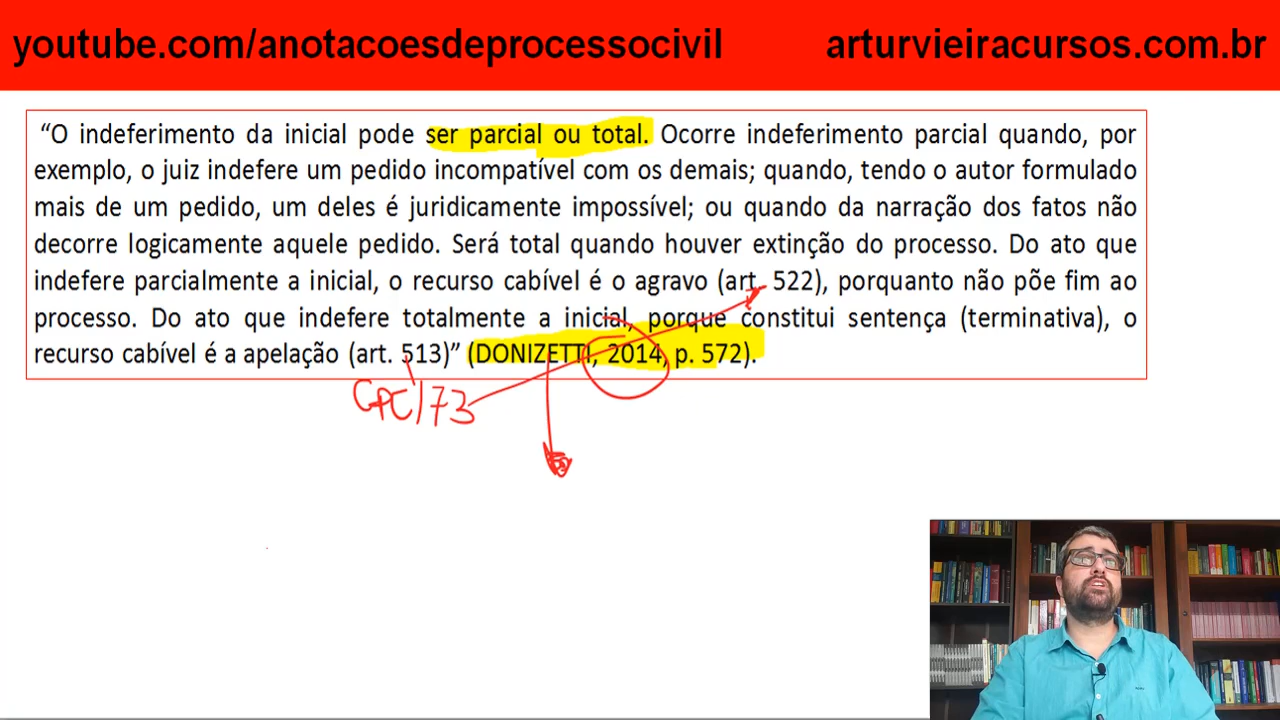 youtube.com/anotacoesdeprocessocivil arturvieiracursos.com.br
“O indeferimento da inicial pode ser parcial ou total. Ocorre indeferimento parcial quando, por
exemplo, o juiz indefere um pedido incompatível com os demais; quando, tendo o autor formulado
mais de um pedido, um deles é juridicamente impossível; ou quando da narração dos fatos não
decorre logicamente aquele pedido. Será total quando houver extinção do processo. Do ato que
indefere parcialmente a inicial, o recurso cabível é o agravo (art. 522), porquanto não põe fim ao
processo. Do ato que indefere totalmente a inicial, porque constitui sentença (terminativa), o
recurso cabível é a apelação (art. 513)” (DONIZETTI, 2014, p. 572).
CPC/73